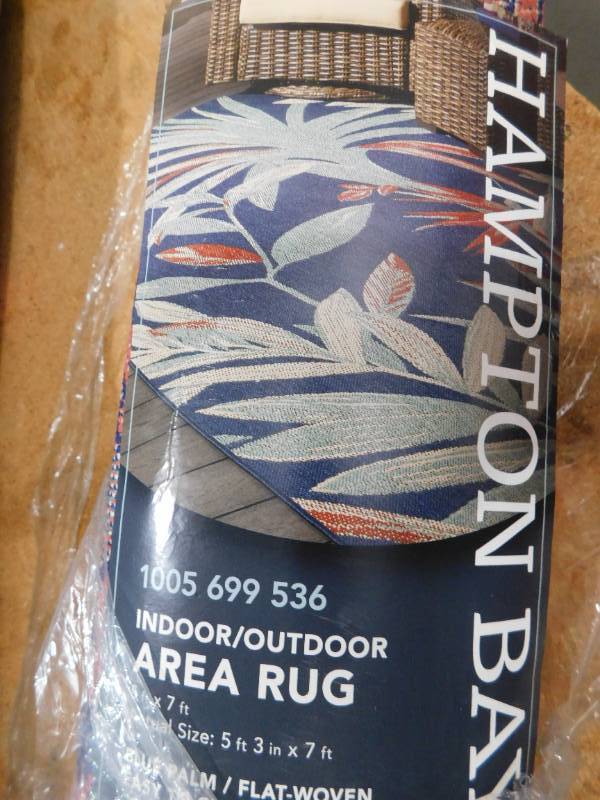 HAMPTON BAY
1005 699 536
INDOOR/OUTDOOR
AREA RUG
x 7 ft
Size: 5 ft 3 in x 7 ft
PALM / FLAT-WOVEN